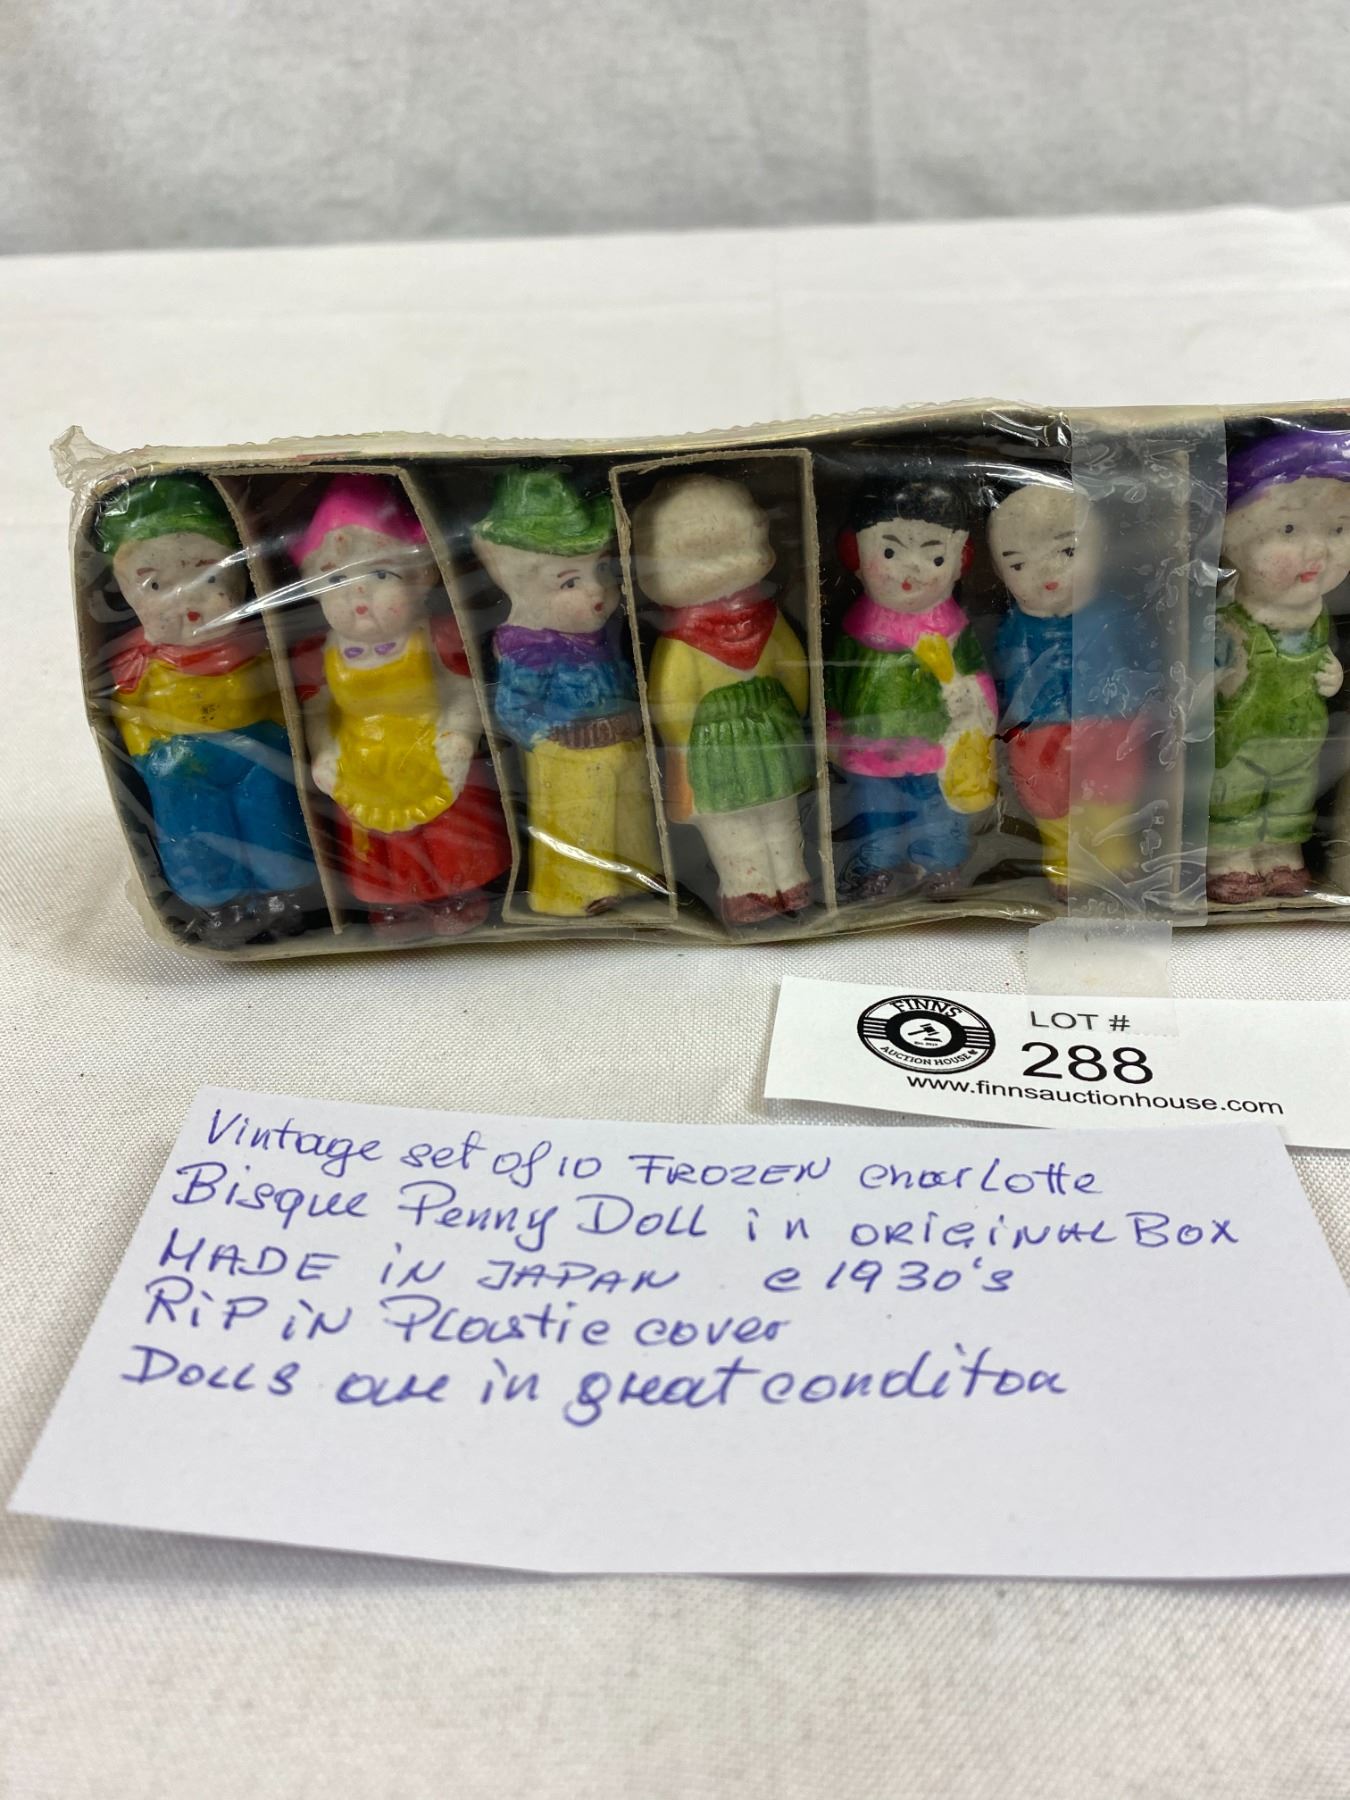 FINNS
AUCTION HOUSE
LOT #
288
www.finnsauctionhouse.com
Vintage set of 10 FROZEN Charlotte
Bisque Penny Doll in ORIGINAL BOX
MADE IN JAPAN c 1930's
RiP iN Plastic cover
Dolls are in great conditon